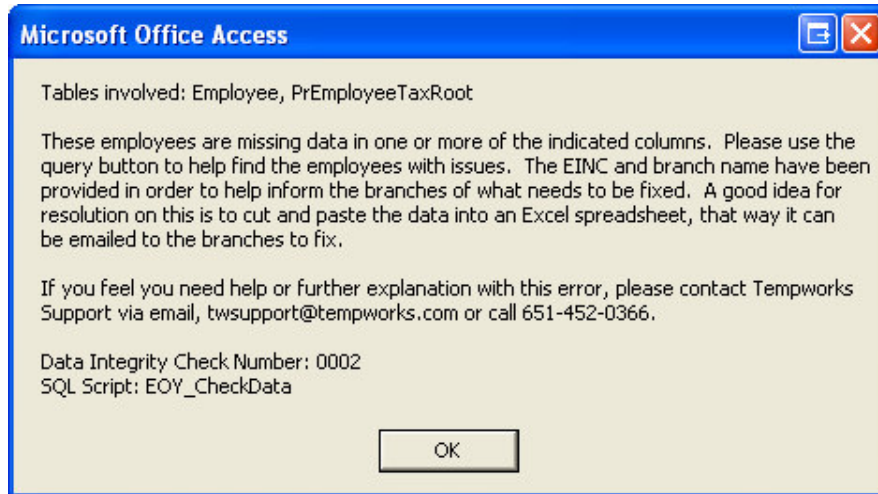 Microsoft Office Access
Tables involved: Employee, PrEmployeeTaxRoot
These employees are missing data in one or more of the indicated columns.  Please use the
query button to help find the employees with issues.  The EINC and branch name have been
provided in order to help inform the branches of what needs to be fixed.  A good idea for
resolution on this is to cut and paste the data into an Excel spreadsheet, that way it can
be emailed to the branches to fix.
If you feel you need help or further explanation with this error, please contact Tempworks
Support via email, twsupport@tempworks.com or call 651-452-0366.
Data Integrity Check Number: 0002
SQL Script: EOY_CheckData
OK